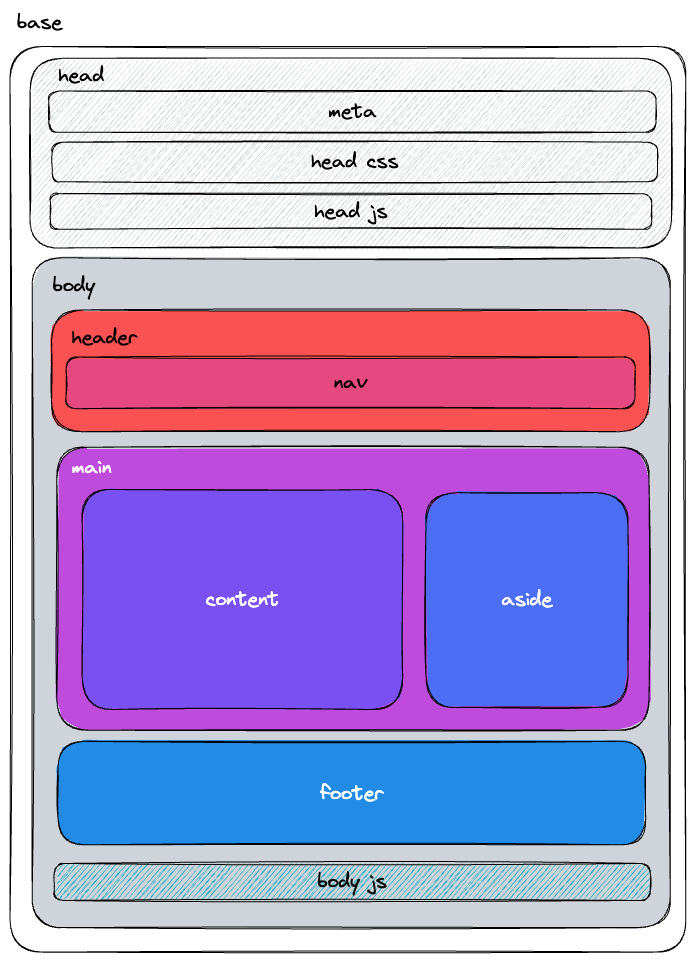 base
head
meta
head css
head js
body
header
nav
main
content
aside
footer
body js